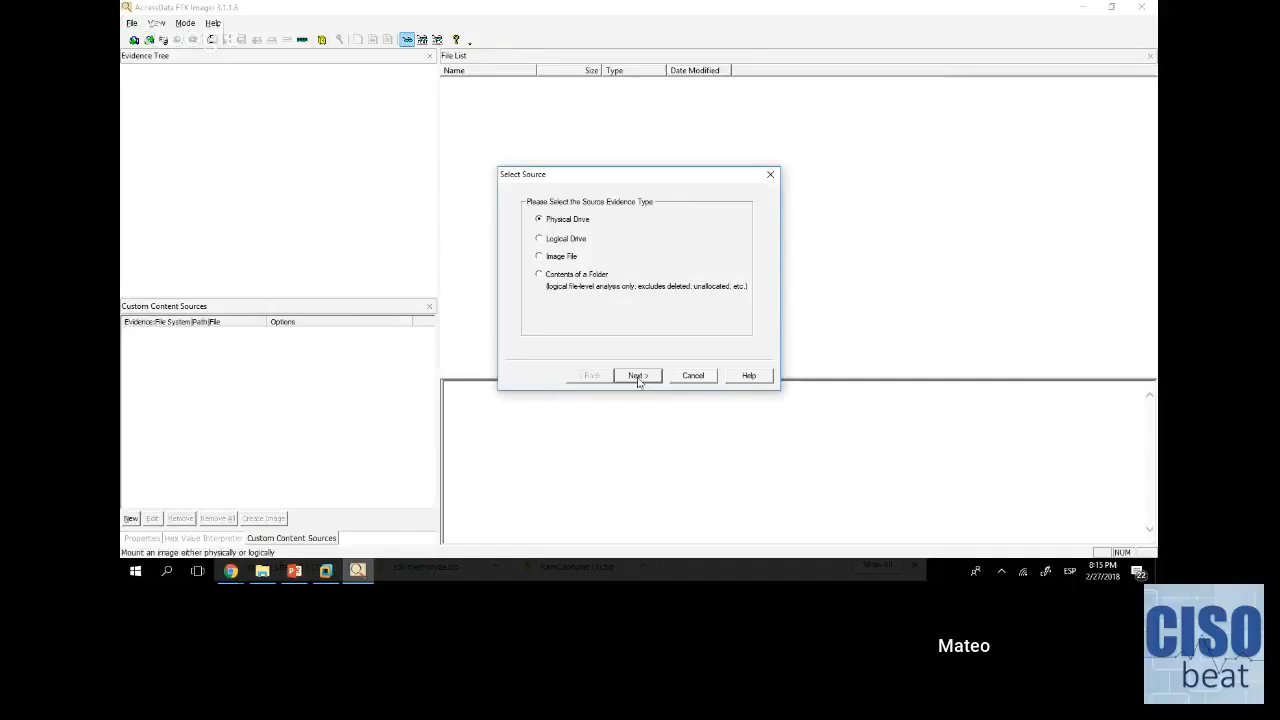 AccessData FTK Imager 3.1.1.8
File View Mode Help
Evidence Tree
File List
Name Size Type Date Modified
Select Source
Please Select the Source Evidence Type
Physical Drive
Logical Drive
Image File
Contents of a Folder
(logical file-level analysis only; excludes deleted, unallocated, etc.)
< Back Next > Cancel Help
Custom Content Sources
Evidence:File System|Path|File Options
New Edit Remove Remove All Create Image
Properties Hex Value Interpreter Custom Content Sources
Mount an image either physically or logically
NUM
Show all
ESP
8:15 PM
2/27/2018
22
Mateo
CISO
beat